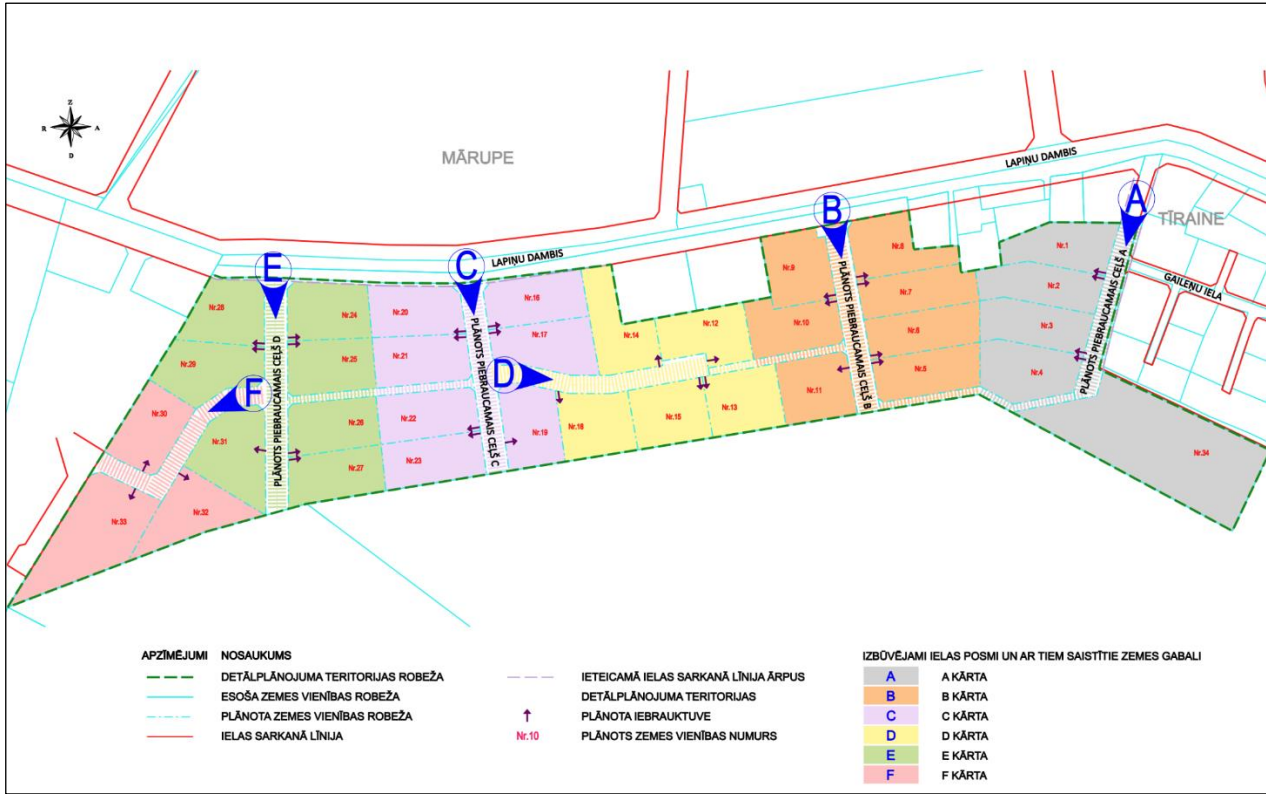 Z
R
A
D
MĀRUPE
LAPIŅU DAMBIS
A
B
TĪRAINE
Nr.1
Nr.8
LAPIŅU DAMBIS
C
E
Nr.9
PLĀNOTS PIEBRAUCAMAIS CEĻŠ B
Nr.7
Nr.2
PLĀNOTS PIEBRAUCAMAIS CEĻŠ A
GAILEŅU IELA
Nr.24
Nr.20
PLĀNOTS PIEBRAUCAMAIS CEĻŠ C
Nr.16
Nr.17
Nr.14
Nr.12
Nr.10
Nr.6
Nr.3
Nr.29
PLĀNOTS PIEBRAUCAMAIS CEĻŠ D
Nr.25
Nr.21
D
Nr.5
Nr.4
F
Nr.30
Nr.22
Nr.19
Nr.18
Nr.15
Nr.13
Nr.11
Nr.31
Nr.27
Nr.23
Nr.34
Nr.33
Nr.32
APZĪMĒJUMI NOSAUKUMS
DETĀLPLĀNOJUMA TERITORIJAS ROBEŽA
ESOŠA ZEMES VIENĪBAS ROBEŽA
PLĀNOTA ZEMES VIENĪBAS ROBEŽA
IELAS SARKANĀ LĪNIJA
IETEICAMĀ IELAS SARKANĀ LĪNIJA ĀRPUS
DETĀLPLĀNOJUMA TERITORIJAS
PLĀNOTA IEBRAUKTUVE
Nr.10 PLĀNOTS ZEMES VIENĪBAS NUMURS
IZBŪVĒJAMI IELAS POSMI UN AR TIEM SAISTĪTIE ZEMES GABALI
A A KĀRTA
B B KĀRTA
C C KĀRTA
D D KĀRTA
E E KĀRTA
F F KĀRTA